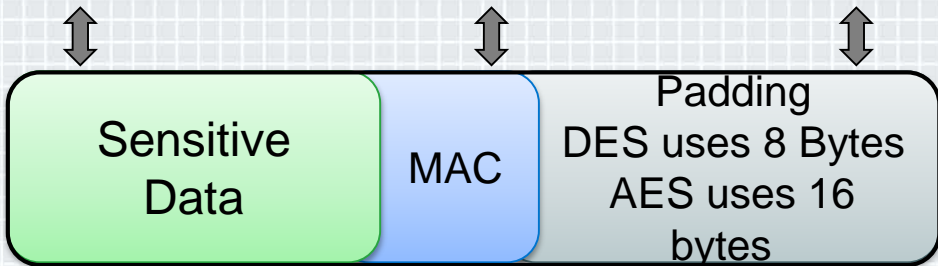 Sensitive
Data
MAC
Padding
DES uses 8 Bytes
AES uses 16
bytes